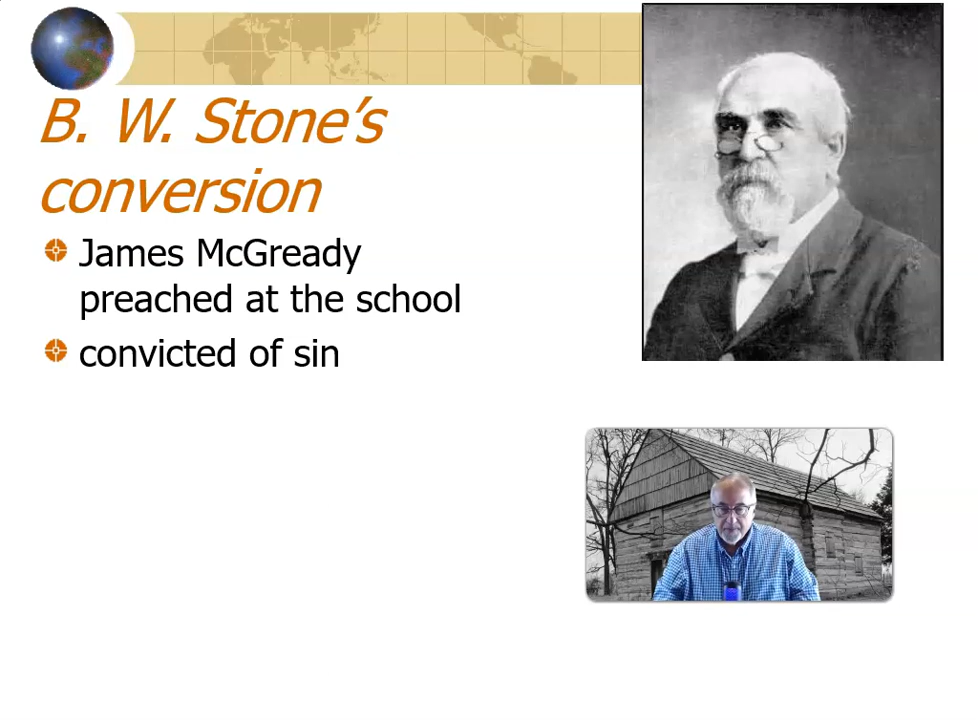 B. W. Stone's
conversion
James McGready
preached at the school
convicted of sin